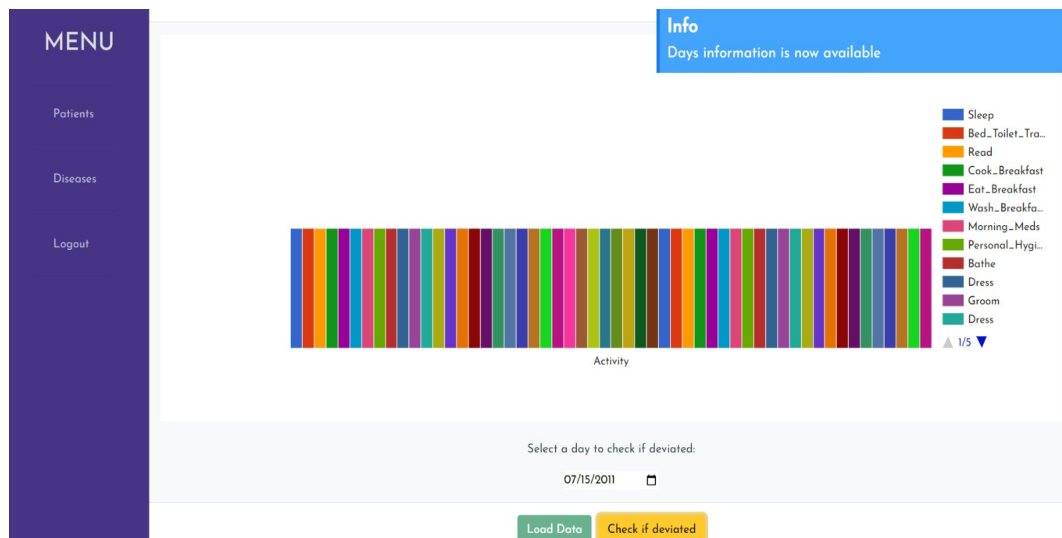 MENU
Patients
Diseases
Logout
Info
Days information is now available
Sleep
Bed_Toilet_Tra...
Read
Cook_Breakfast
Eat_Breakfast
Wash_Breakfa...
Morning_Meds
Personal_Hygi...
Bathe
Dress
Groom
Dress
1/5
Activity
Select a day to check if deviated:
07/15/2011
Load Data
Check if deviated